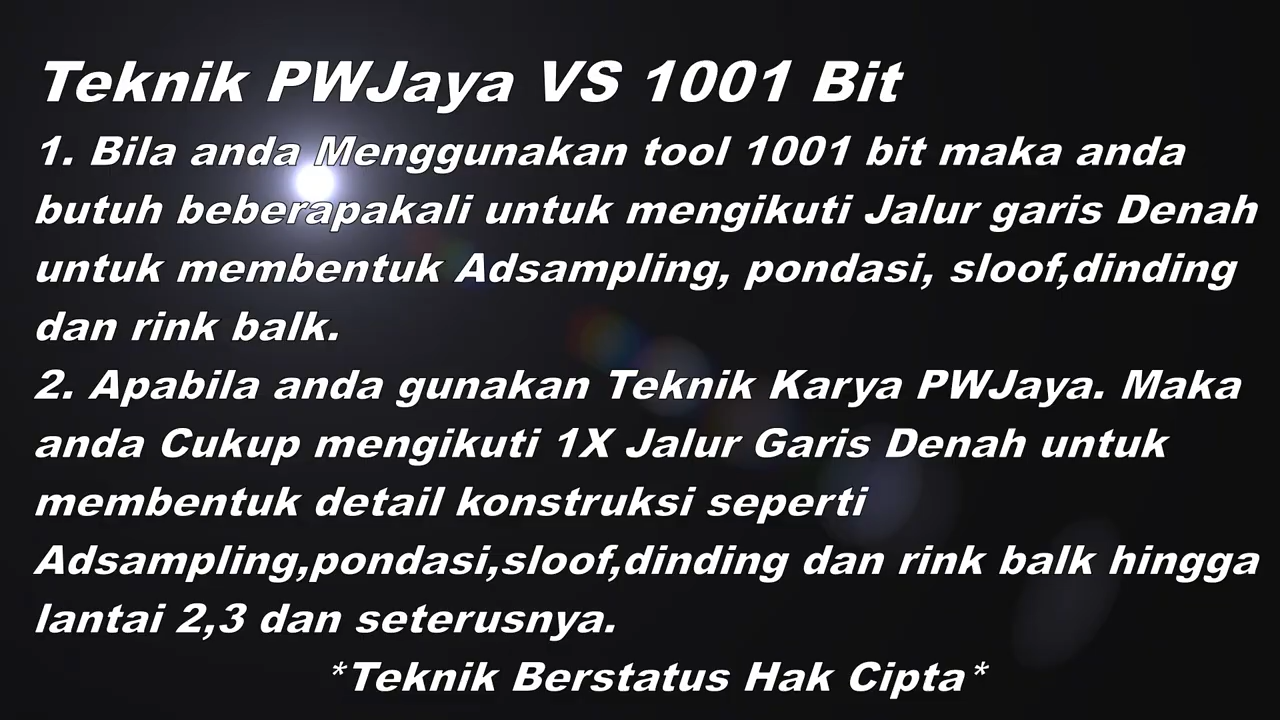 Teknik PWJaya VS 1001 Bit
1. Bila anda Menggunakan tool 1001 bit maka anda
butuh beberapakali untuk mengikuti Jalur garis Denah
untuk membentuk Adsampling, pondasi, sloof,dinding
dan rink balk.
2. Apabila anda gunakan Teknik Karya PWJaya. Maka
anda Cukup mengikuti 1X Jalur Garis Denah untuk
membentuk detail konstruksi seperti
Adsampling,pondasi,sloof,dinding dan rink balk hingga
lantai 2,3 dan seterusnya.
*Teknik Berstatus Hak Cipta*